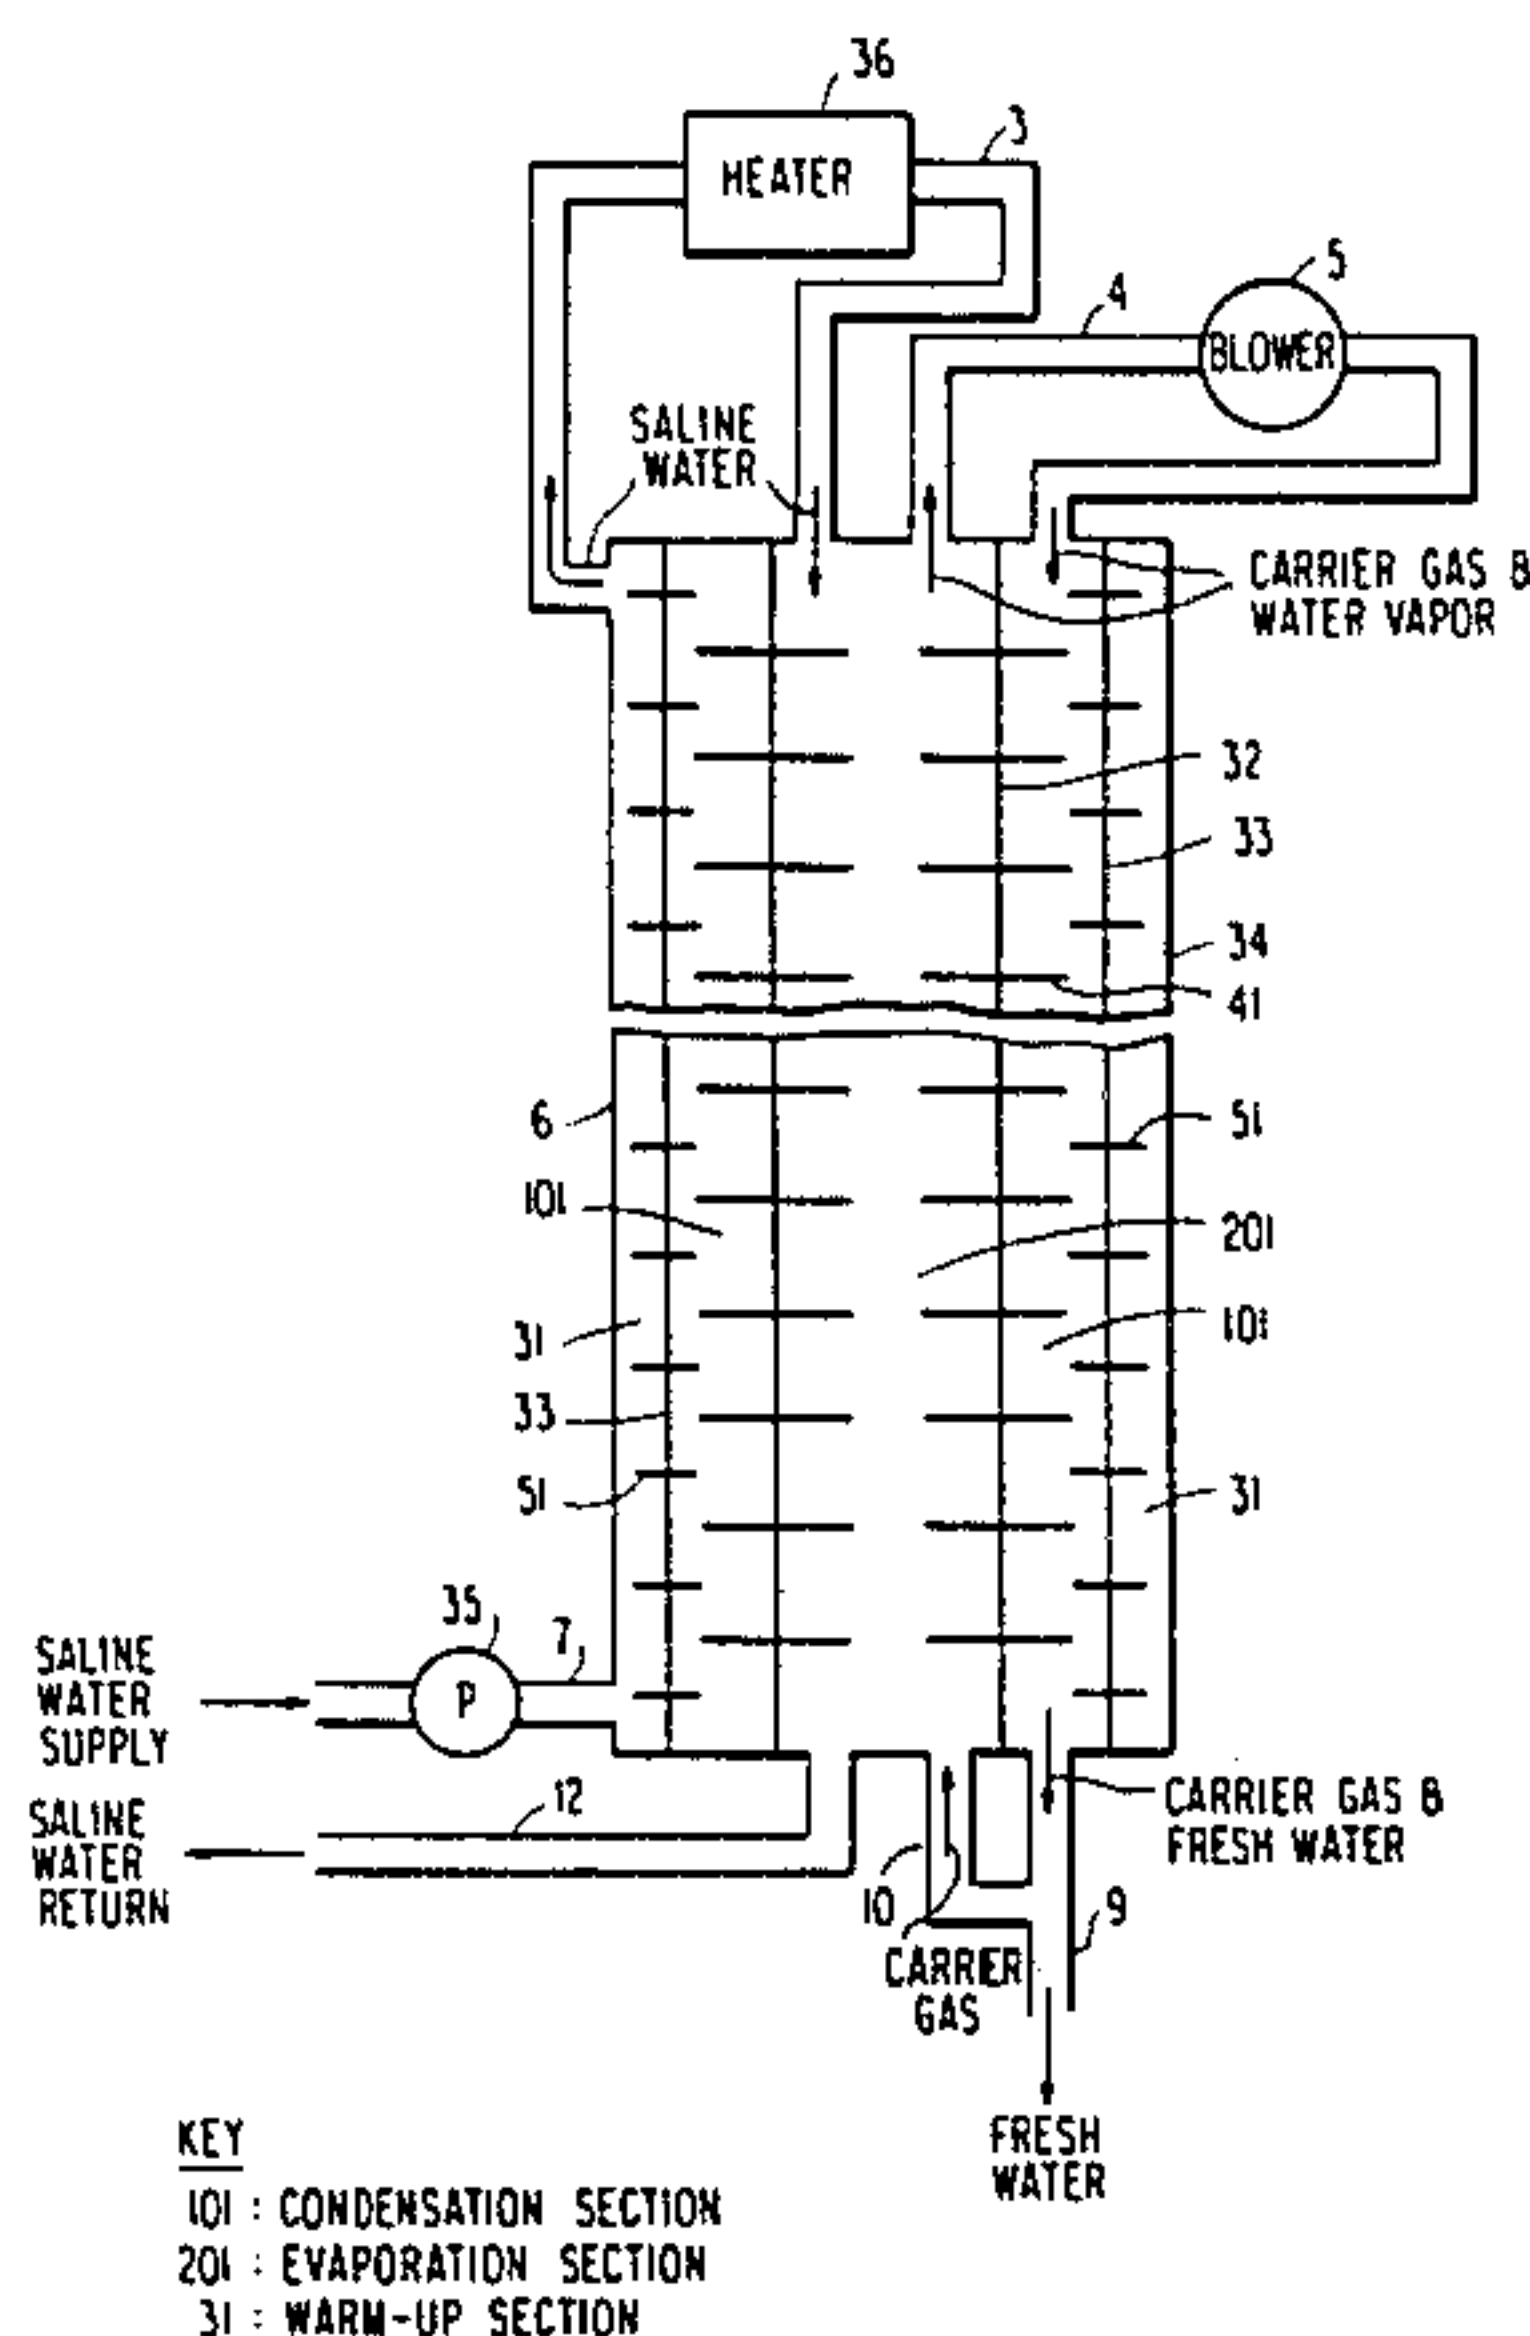 36
3
HEATER
5
4
BLOWER
SALINE
WATER
CARRIER GAS &
WATER VAPOR
32
33
34
41
6
51
101
201
31
101
33
51
31
35
7
SALINE
WATER
SUPPLY
P
12
CARRIER GAS &
FRESH WATER
SALINE
WATER
RETURN
10
9
CARRIER
GAS
FRESH
WATER
KEY
101 : CONDENSATION SECTION
201 : EVAPORATION SECTION
31 : WARM-UP SECTION